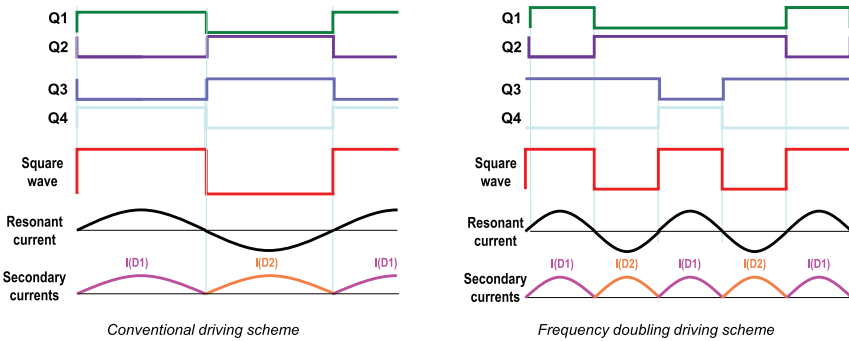 Q1
Q2
Q3
Q4
Square
wave
Resonant
current
I(D1)
I(D2)
I(D1)
Secondary
currents
Conventional driving scheme
Q1
Q2
Q3
Q4
Square
wave
Resonant
current
I(D1)
I(D2)
I(D1)
I(D2)
I(D1)
Secondary
currents
Frequency doubling driving scheme